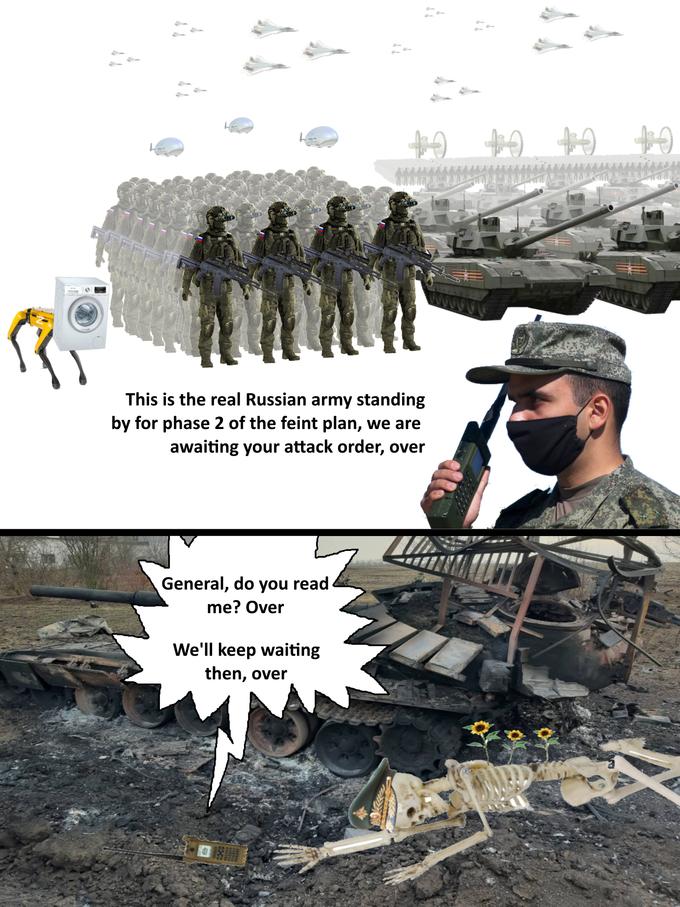 This is the real Russian army standing
by for phase 2 of the feint plan, we are
awaiting your attack order, over
General, do you read
me? Over
We'll keep waiting
then, over